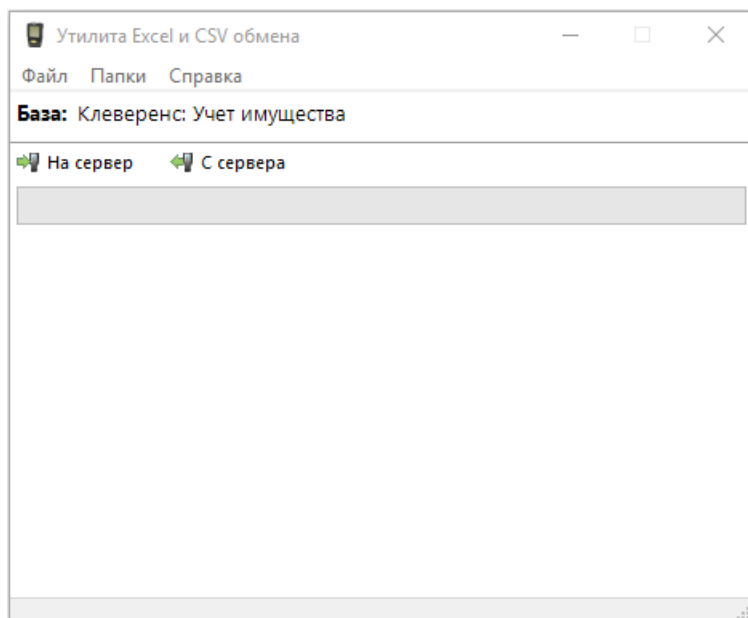 Утилита Excel и CSV обмена
Файл Папки Справка
База: Клеверенс: Учет имущества
На сервер С сервера